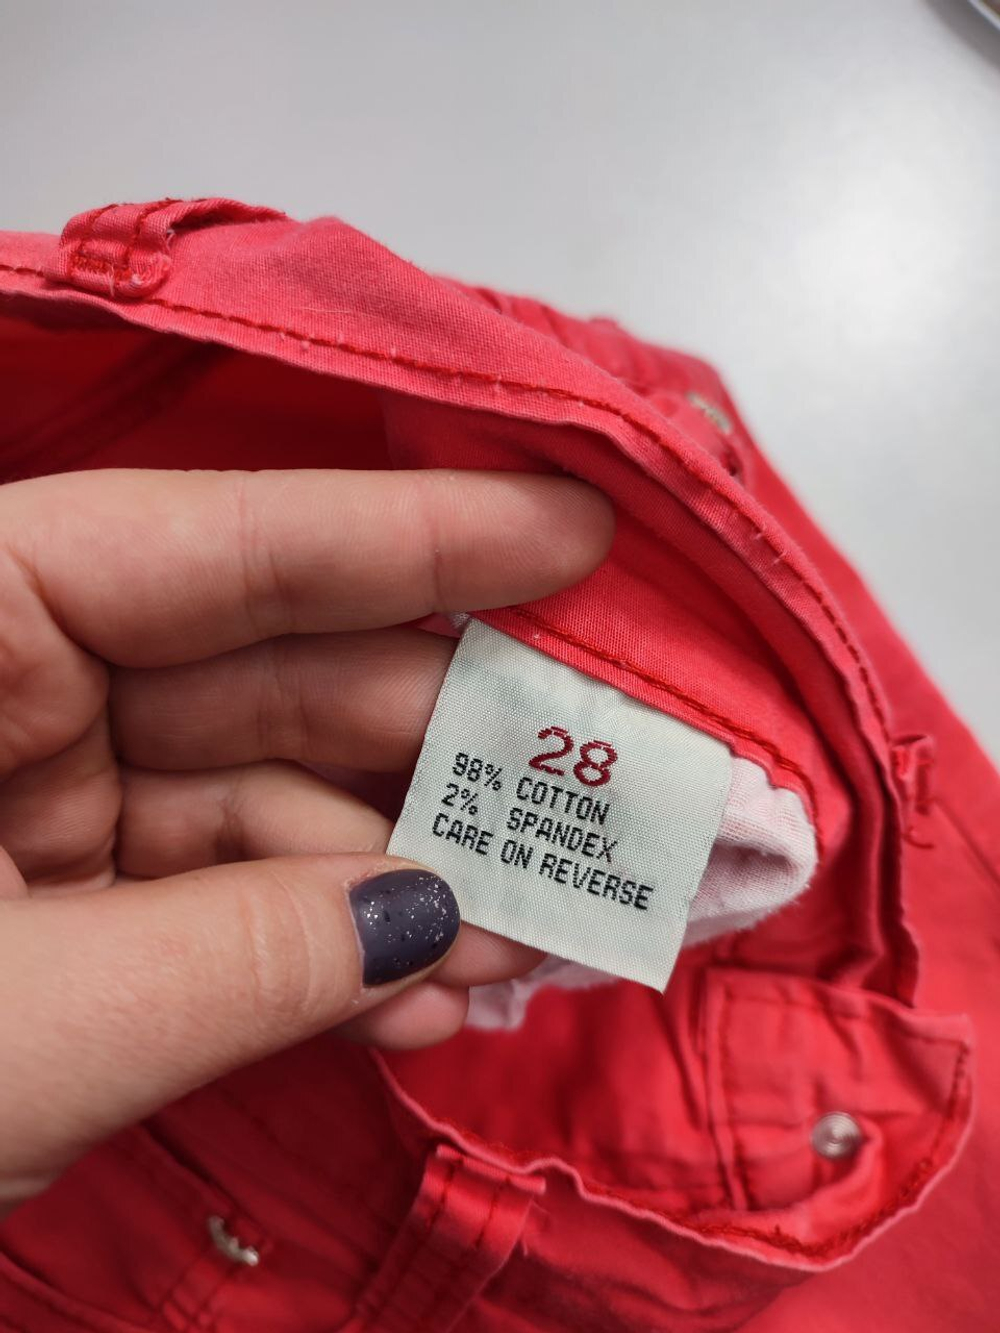 28
98% COTTON
2% SPANDEX
CARE ON REVERSE